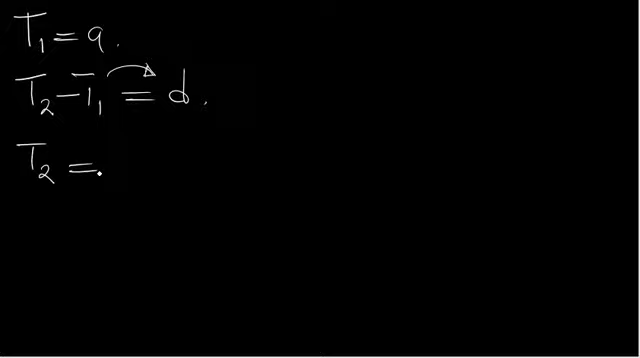 T₁ = a.
T₂ - T₁ = d.
T₂ =